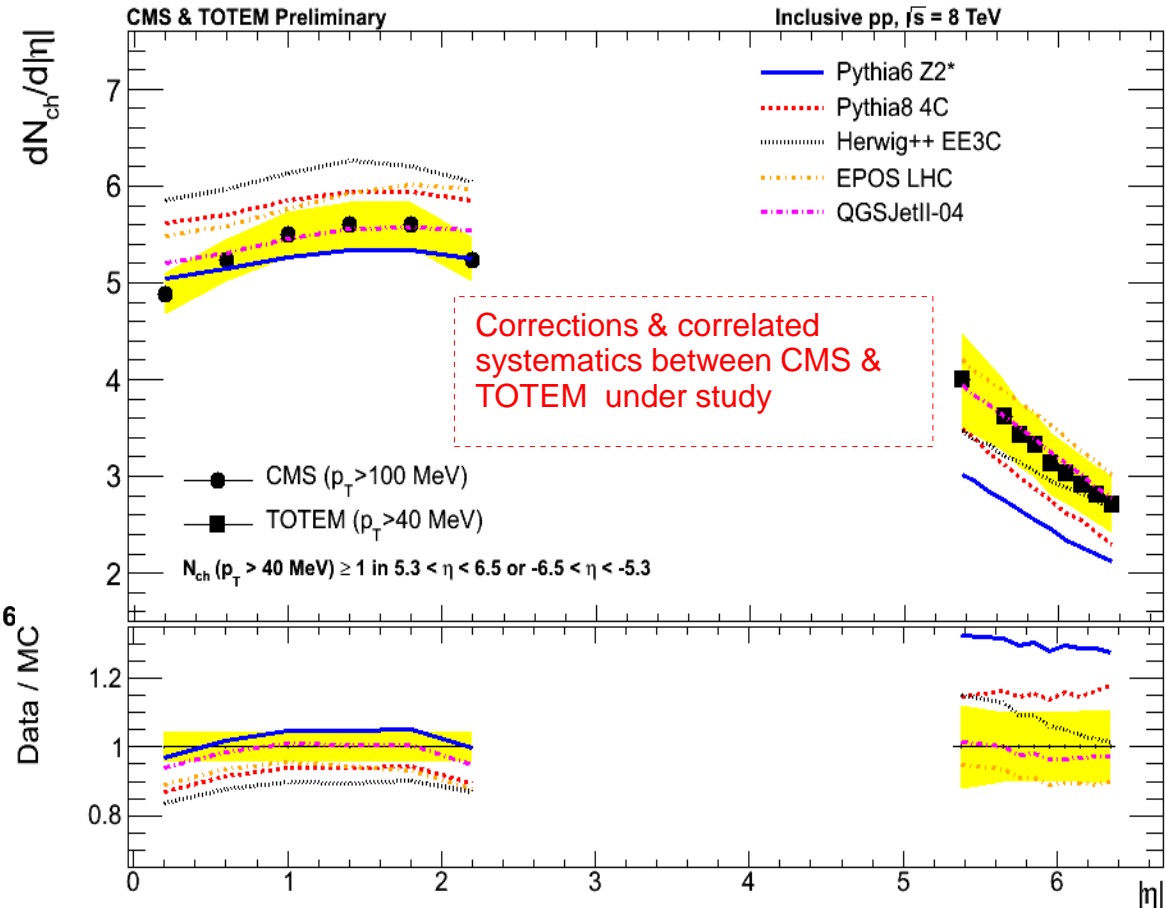 CMS & TOTEM Preliminary
Inclusive pp, √s = 8 TeV
dN_ch/d|η|
7
6
5
4
3
2
Pythia6 Z2*
Pythia8 4C
Herwig++ EE3C
EPOS LHC
QGSJetII-04
Corrections & correlated
systematics between CMS &
TOTEM under study
CMS (p_T>100 MeV)
TOTEM (p_T>40 MeV)
N_ch (p_T > 40 MeV) ≥ 1 in 5.3 < η < 6.5 or -6.5 < η < -5.3
.6
Data / MC
1.2
1
0.8
0 1 2 3 4 5 6
|η|